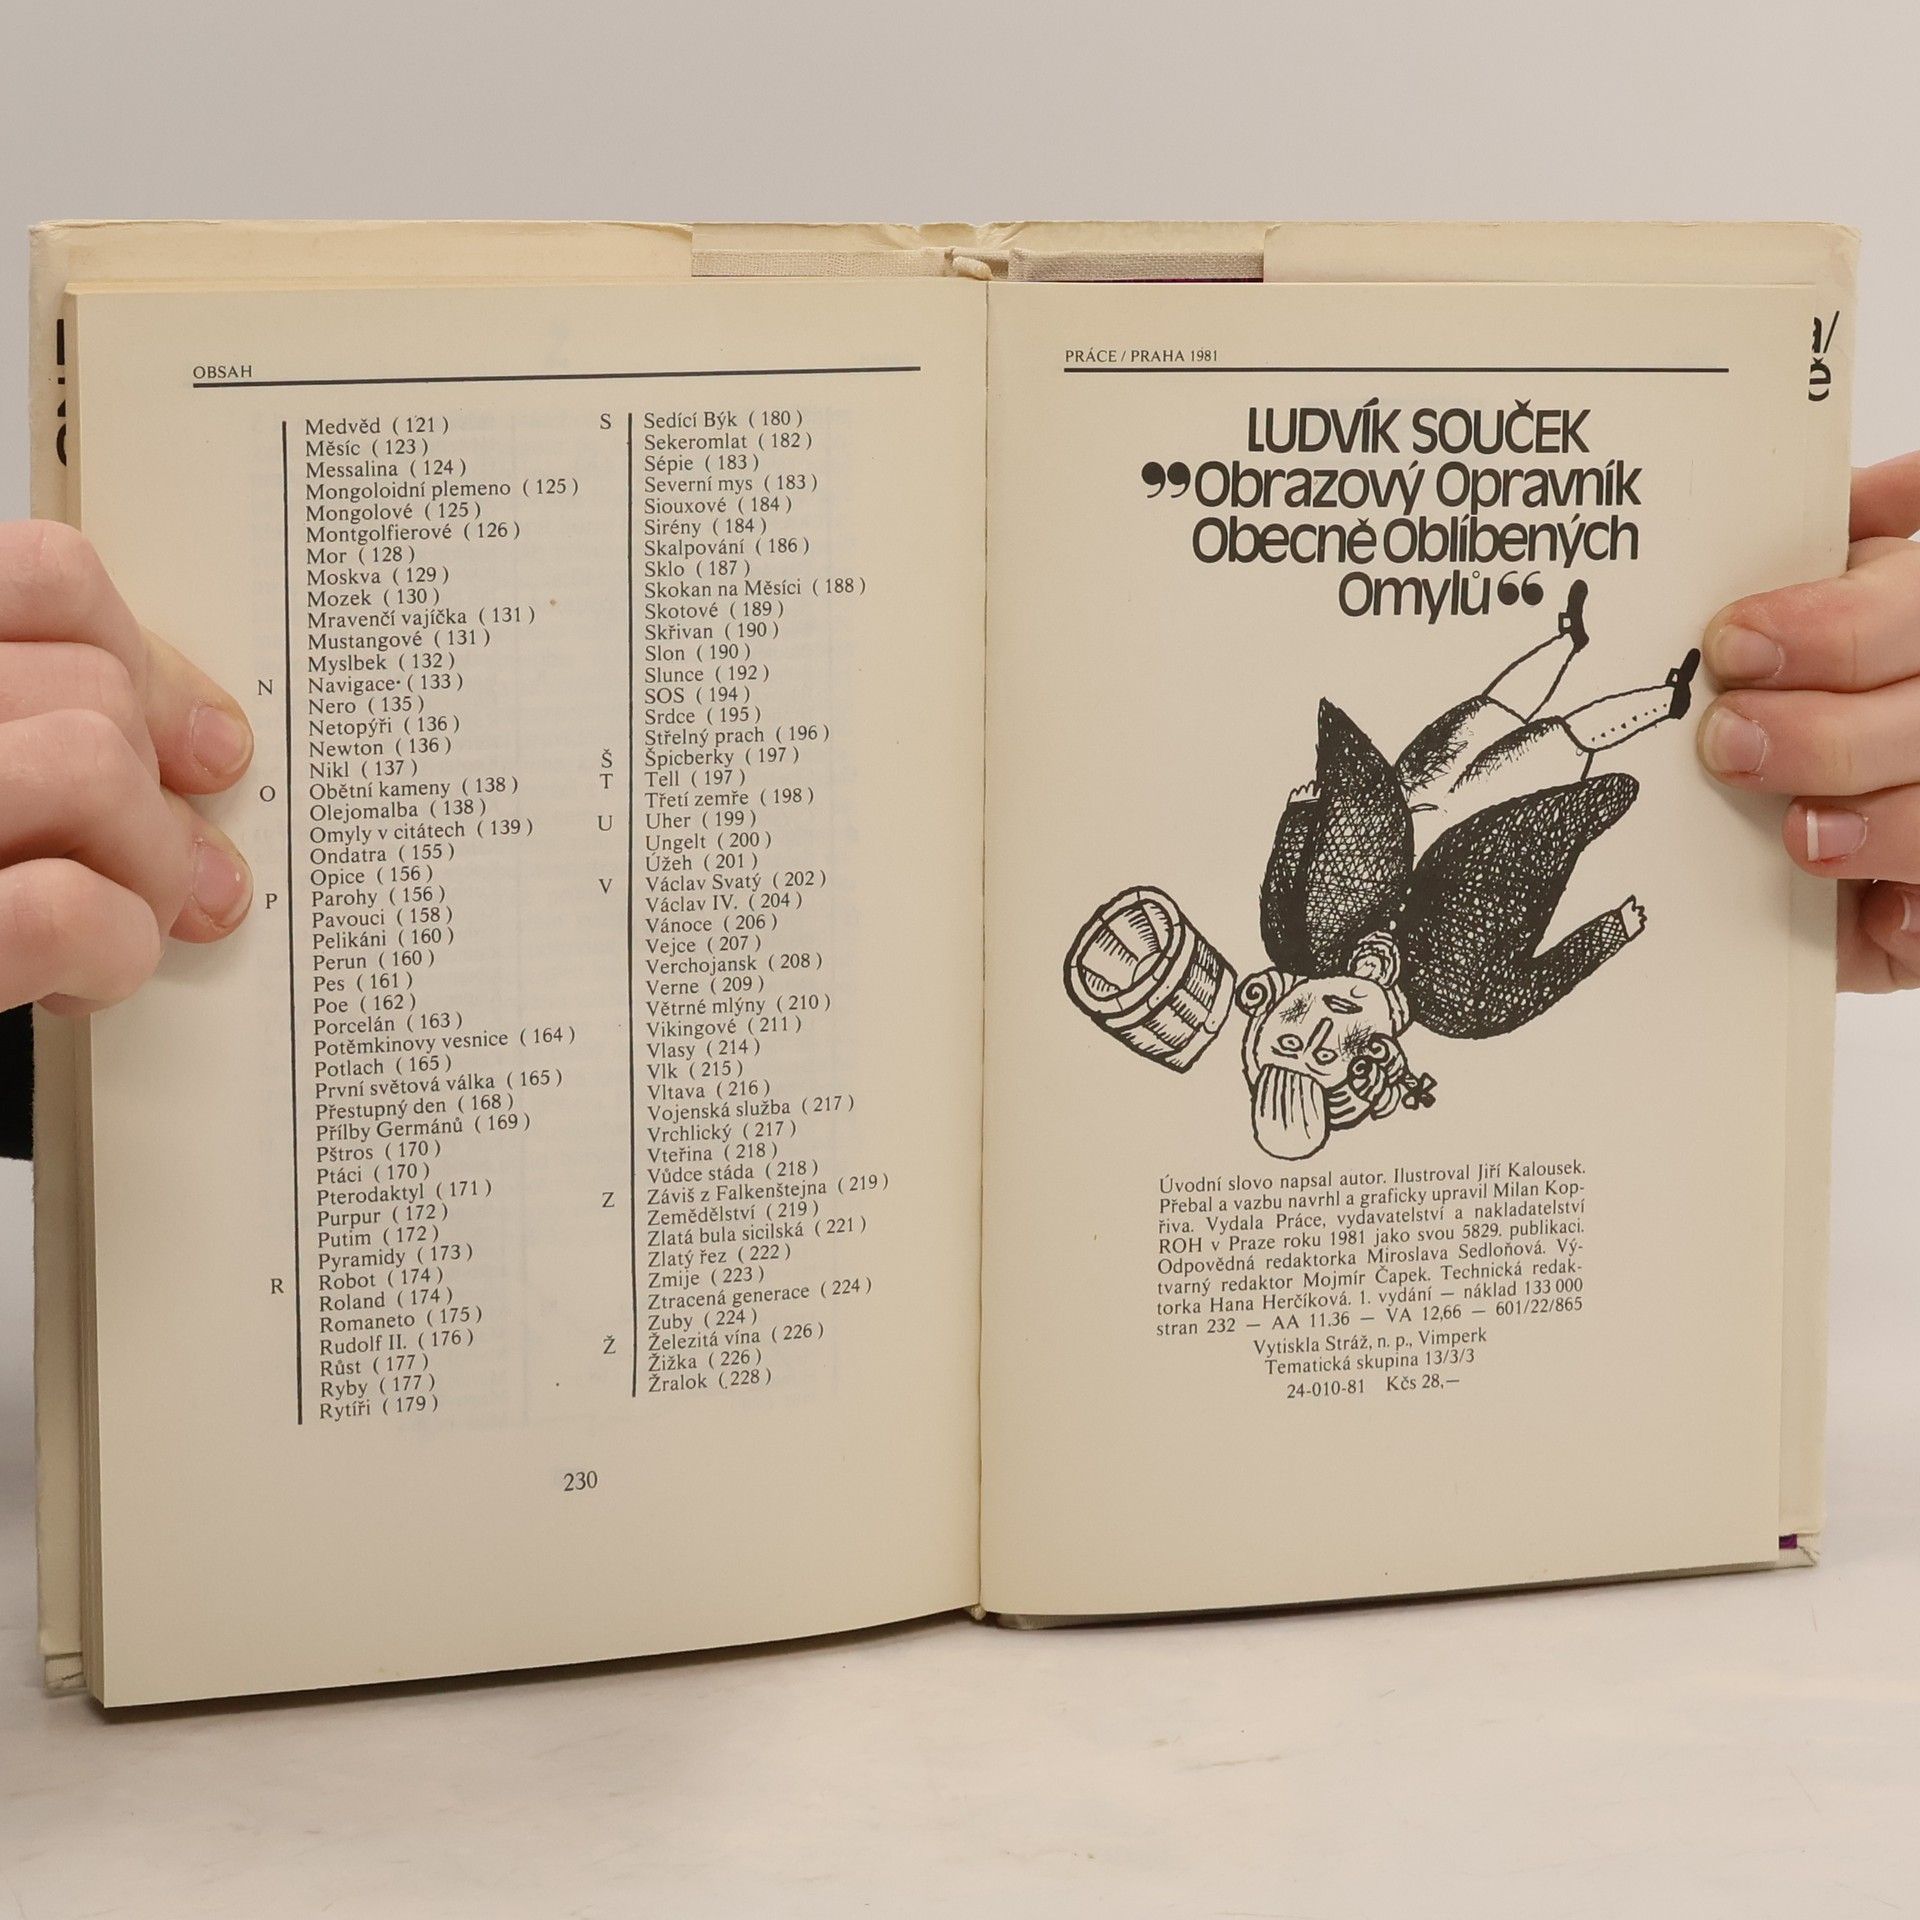 OBSAH
Medvěd (121)
Měsíc (123)
Messalina (124)
Mongoloidní plemeno (125)
Mongolové (125)
Montgolfierové (126)
Mor (128)
Moskva (129)
Mozek (130)
Mravenčí vajíčka (131)
Mustangové (131)
Myslbek (132)
N Navigace (133)
Nero (135)
Netopýři (136)
Newton (136)
Nikl (137)
O Obětní kameny (138)
Olejomalba (138)
Omyly v citátech (139)
Ondatra (155)
Opice (156)
P Parohy (156)
Pavouci (158)
Pelikáni (160)
Perun (160)
Pes (161)
Poe (162)
Porcelán (163)
Potěmkinovy vesnice (164)
Potlach (165)
První světová válka (165)
Přestupný den (168)
Přílby Germánů (169)
Pštros (170)
Ptáci (170)
Pterodaktyl (171)
Purpur (172)
Putim (172)
Pyramidy (173)
R Robot (174)
Roland (174)
Romaneto (175)
Rudolf II. (176)
Růst (177)
Ryby (177)
Rytíři (179)
S Sedící Býk (180)
Sekeromlat (182)
Sépie (183)
Severní mys (183)
Siouxové (184)
Sirény (184)
Skalpování (186)
Sklo (187)
Skokan na Měsíci (188)
Skotové (189)
Skřivan (190)
Slon (190)
Slunce (192)
SOS (194)
Srdce (195)
Střelný prach (196)
Š Špicberky (197)
T Tell (197)
Třetí zemře (198)
U Uher (199)
Ungelt (200)
Úžeh (201)
V Václav Svatý (202)
Václav IV. (204)
Vánoce (206)
Vejce (207)
Verchojansk (208)
Verne (209)
Větrné mlýny (210)
Vikingové (211)
Vlasy (214)
Vlk (215)
Vltava (216)
Vojenská služba (217)
Vrchlický (217)
Vteřina (218)
Vůdce stáda (218)
Z Záviš z Falkenštejna (219)
Zemědělství (219)
Zlatá bula sicilská (221)
Zlatý řez (222)
Zmije (223)
Ztracená generace (224)
Zuby (224)
Ž Železitá vína (226)
Žižka (226)
Žralok (228)
230
PRÁCE / PRAHA 1981
LUDVÍK SOUČEK
”Obrazový Opravník
Obecně Oblíbených
Omylů“
Úvodní slovo napsal autor. Ilustroval Jiří Kalousek.
Přebal a vazbu navrhl a graficky upravil Milan Kop-
řiva. Vydala Práce, vydavatelství a nakladatelství
ROH v Praze roku 1981 jako svou 5829. publikaci.
Odpovědná redaktorka Miroslava Sedloňová. Vý-
tvarný redaktor Mojmír Čapek. Technická redak-
torka Hana Herčíková. 1. vydání — náklad 133 000
stran 232 — AA 11.36 — VA 12,66 — 601/22/865
Vytiskla Stráž, n. p., Vimperk
Tematická skupina 13/3/3
24-010-81 Kčs 28,—